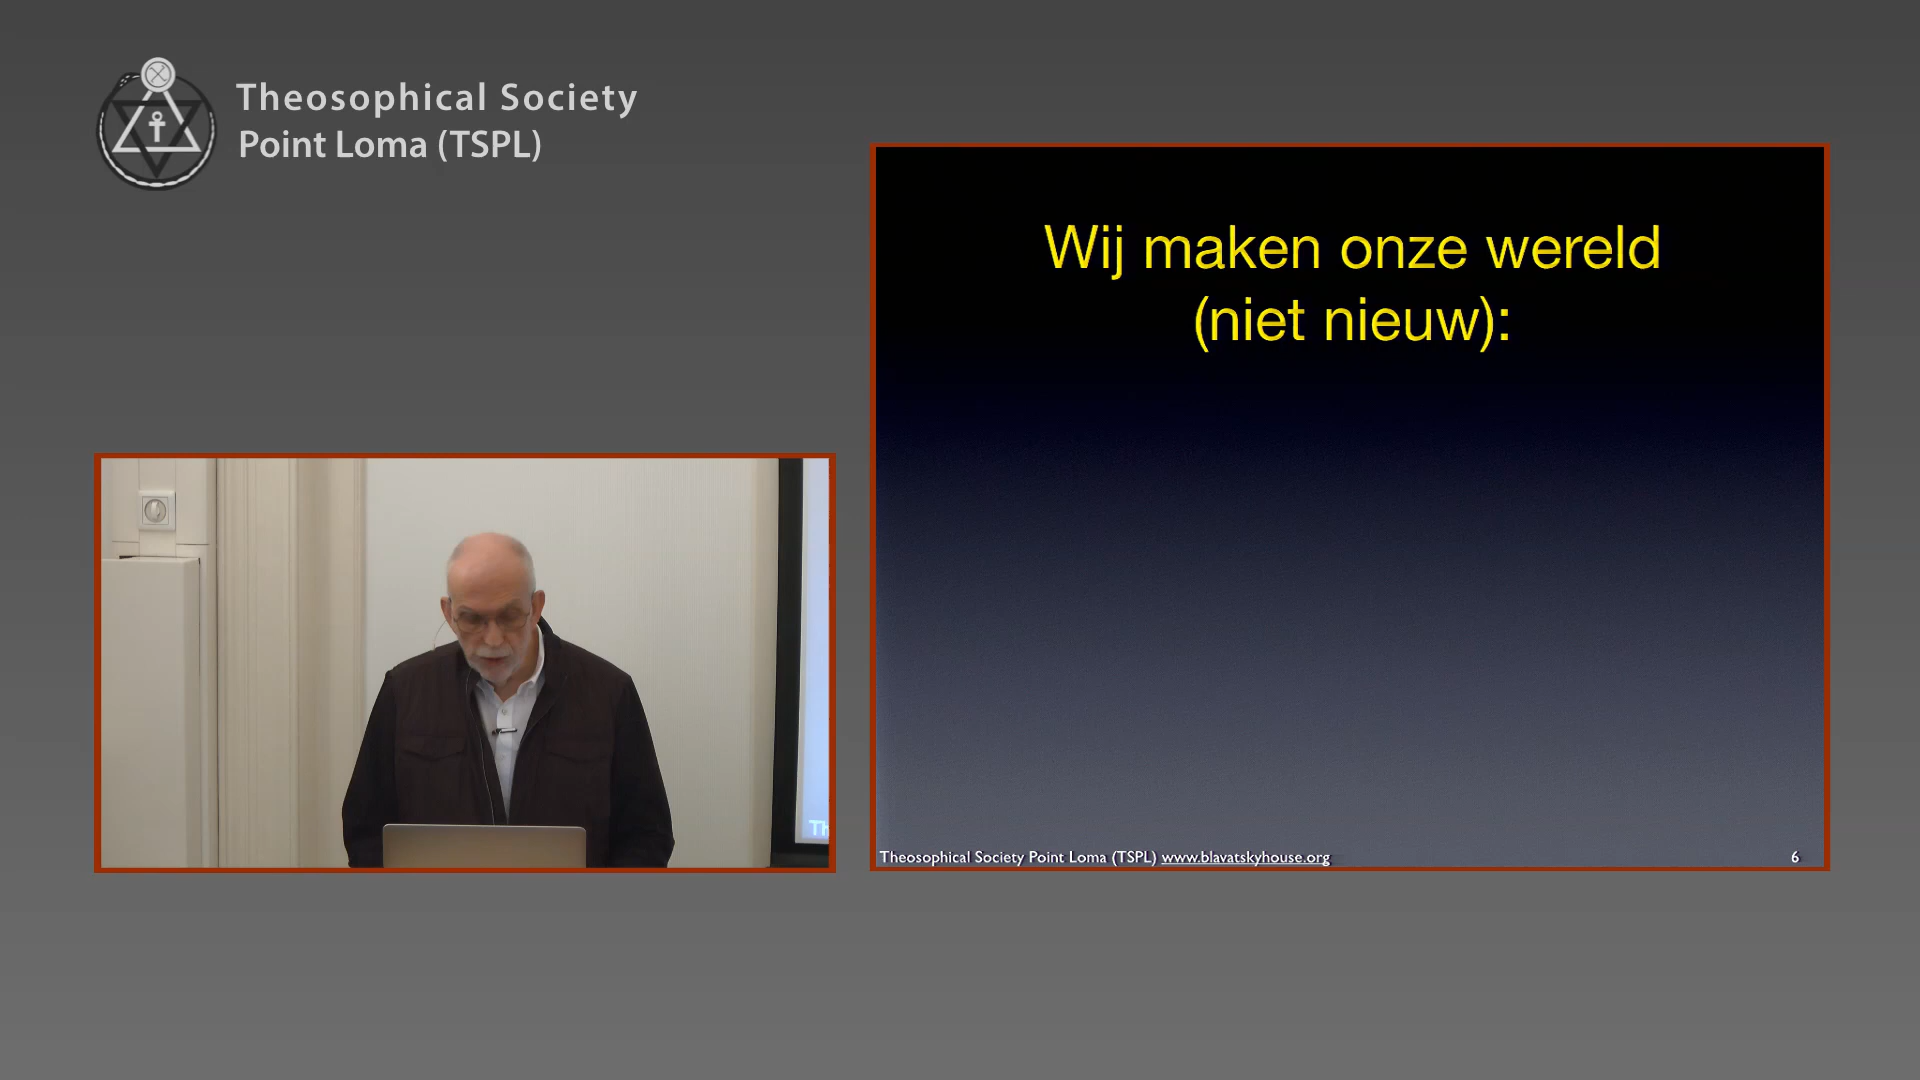 Theosophical Society
Point Loma (TSPL)
Wij maken onze wereld
(niet nieuw):
Theosophical Society Point Loma (TSPL) www.blavatskyhouse.org
6